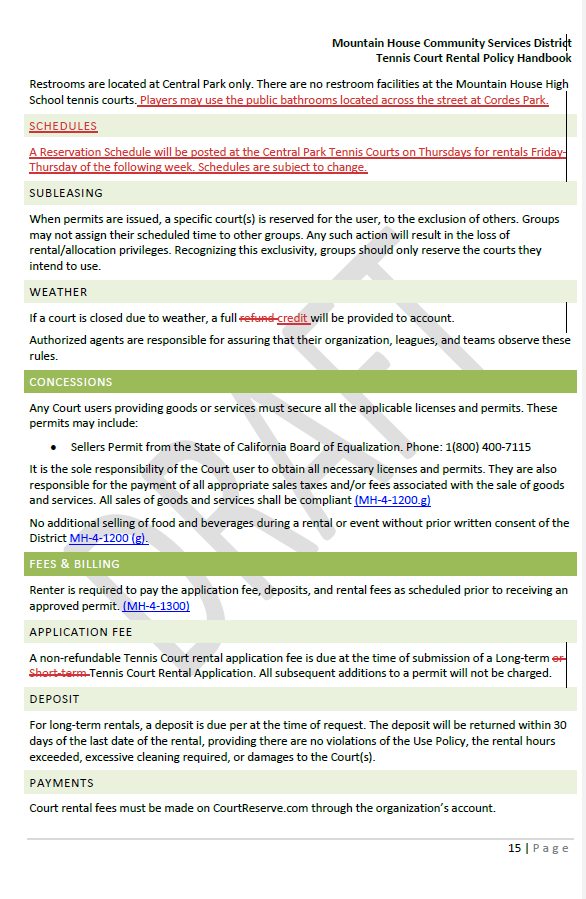 Mountain House Community Services District
Tennis Court Rental Policy Handbook
Restrooms are located at Central Park only. There are no restroom facilities at the Mountain House High
School tennis courts. Players may use the public bathrooms located across the street at Cordes Park.
SCHEDULES
A Reservation Schedule will be posted at the Central Park Tennis Courts on Thursdays for rentals Friday-
Thursday of the following week. Schedules are subject to change.
SUBLEASING
When permits are issued, a specific court(s) is reserved for the user, to the exclusion of others. Groups
may not assign their scheduled time to other groups. Any such action will result in the loss of
rental/allocation privileges. Recognizing this exclusivity, groups should only reserve the courts they
intend to use.
WEATHER
If a court is closed due to weather, a full refund credit will be provided to account.
Authorized agents are responsible for assuring that their organization, leagues, and teams observe these
rules.
CONCESSIONS
Any Court users providing goods or services must secure all the applicable licenses and permits. These
permits may include:
• Sellers Permit from the State of California Board of Equalization. Phone: 1(800) 400-7115
It is the sole responsibility of the Court user to obtain all necessary licenses and permits. They are also
responsible for the payment of all appropriate sales taxes and/or fees associated with the sale of goods
and services. All sales of goods and services shall be compliant (MH-4-1200.g)
No additional selling of food and beverages during a rental or event without prior written consent of the
District MH-4-1200 (g).
FEES & BILLING
Renter is required to pay the application fee, deposits, and rental fees as scheduled prior to receiving an
approved permit. (MH-4-1300)
APPLICATION FEE
A non-refundable Tennis Court rental application fee is due at the time of submission of a Long-term or
Short-term Tennis Court Rental Application. All subsequent additions to a permit will not be charged.
DEPOSIT
For long-term rentals, a deposit is due per at the time of request. The deposit will be returned within 30
days of the last date of the rental, providing there are no violations of the Use Policy, the rental hours
exceeded, excessive cleaning required, or damages to the Court(s).
PAYMENTS
Court rental fees must be made on CourtReserve.com through the organization's account.
15 | Page
DRAFT